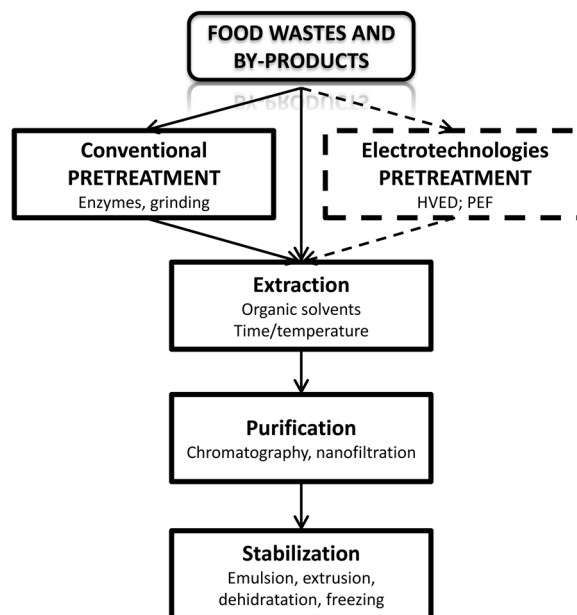 FOOD WASTES AND
BY-PRODUCTS
Conventional
PRETREATMENT
Enzymes, grinding
Electrotechnologies
PRETREATMENT
HVED; PEF
Extraction
Organic solvents
Time/temperature
Purification
Chromatography, nanofiltration
Stabilization
Emulsion, extrusion,
dehidratation, freezing